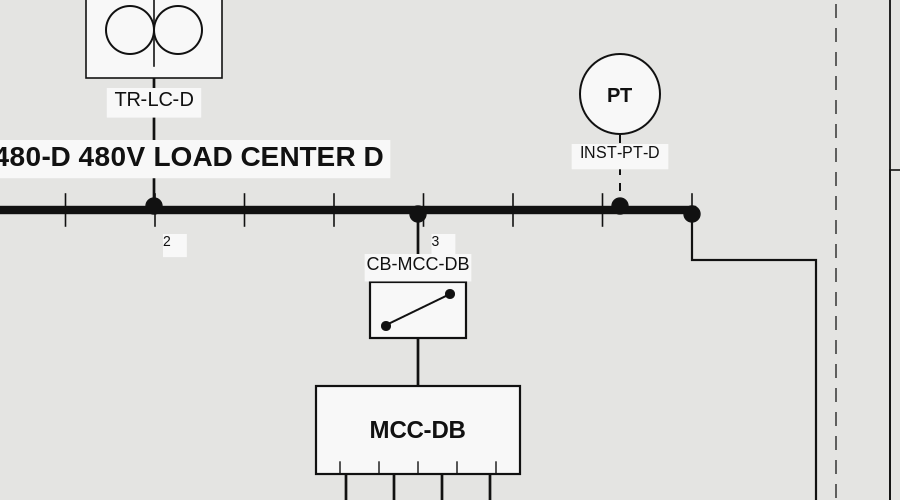 PT
TR-LC-D
INST-PT-D
480-D 480V LOAD CENTER D
2
3
CB-MCC-DB
MCC-DB